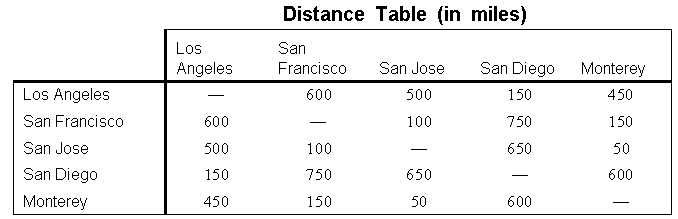 Distance Table (in miles)
Los Angeles San Francisco San Jose San Diego Monterey
Los Angeles — 600 500 150 450
San Francisco 600 — 100 750 150
San Jose 500 100 — 650 50
San Diego 150 750 650 — 600
Monterey 450 150 50 600 —